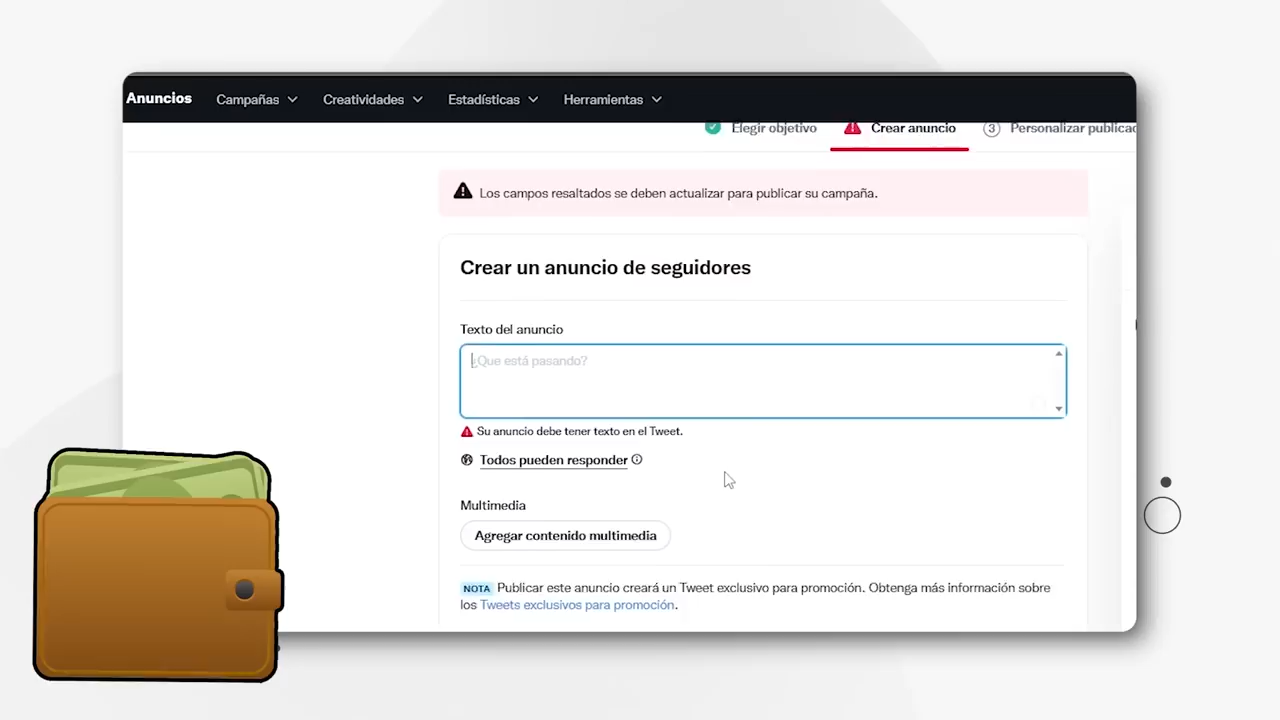 Anuncios Campañas Creatividades Estadísticas Herramientas
Elegir objetivo Crear anuncio 3 Personalizar publicac
Los campos resaltados se deben actualizar para publicar su campaña.
Crear un anuncio de seguidores
Texto del anuncio
¿Que está pasando?
Su anuncio debe tener texto en el Tweet.
Todos pueden responder
Multimedia
Agregar contenido multimedia
NOTA Publicar este anuncio creará un Tweet exclusivo para promoción. Obtenga más información sobre
los Tweets exclusivos para promoción.